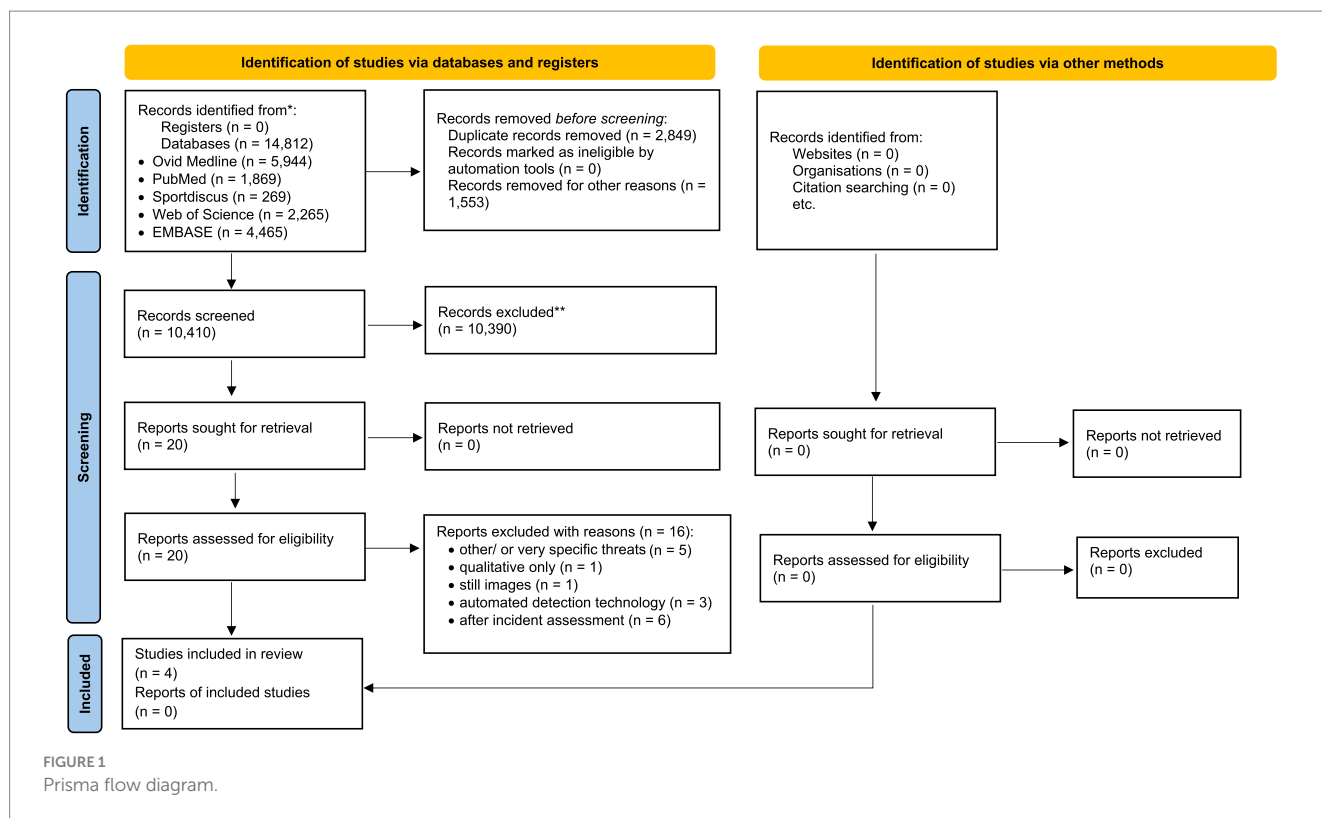 Identification of studies via databases and registers
Identification of studies via other methods
Identification
Records identified from*:
Registers (n = 0)
Databases (n = 14,812)
• Ovid Medline (n = 5,944)
• PubMed (n = 1,869)
• Sportdiscus (n = 269)
• Web of Science (n = 2,265)
• EMBASE (n = 4,465)
Records removed before screening:
Duplicate records removed (n = 2,849)
Records marked as ineligible by
automation tools (n = 0)
Records removed for other reasons (n =
1,553)
Records identified from:
Websites (n = 0)
Organisations (n = 0)
Citation searching (n = 0)
etc.
Screening
Records screened
(n = 10,410)
Records excluded**
(n = 10,390)
Reports sought for retrieval
(n = 20)
Reports not retrieved
(n = 0)
Reports sought for retrieval
(n = 0)
Reports not retrieved
(n = 0)
Reports assessed for eligibility
(n = 20)
Reports excluded with reasons (n = 16):
• other/ or very specific threats (n = 5)
• qualitative only (n = 1)
• still images (n = 1)
• automated detection technology (n = 3)
• after incident assessment (n = 6)
Reports assessed for eligibility
(n = 0)
Reports excluded
(n = 0)
Included
Studies included in review
(n = 4)
Reports of included studies
(n = 0)
FIGURE 1
Prisma flow diagram.